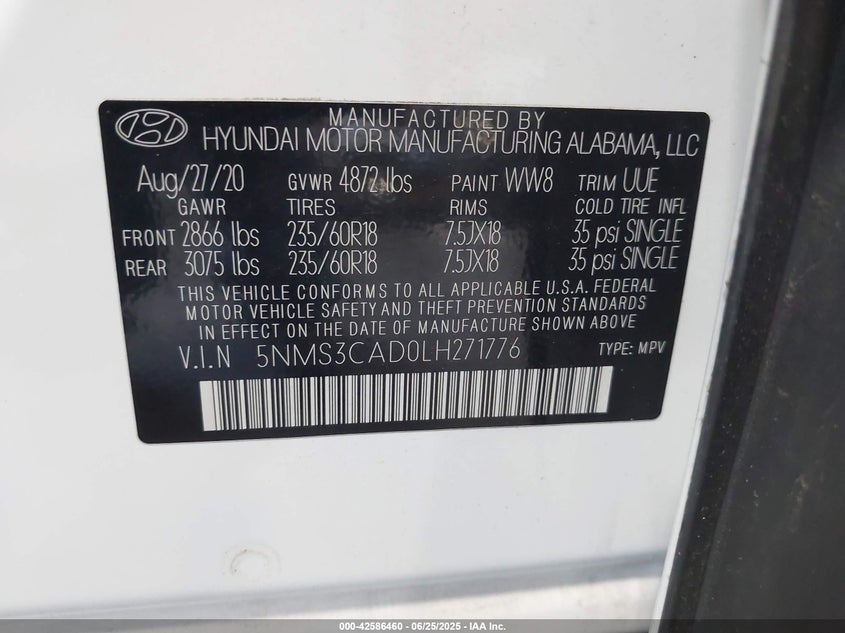 MANUFACTURED BY
HYUNDAI MOTOR MANUFACTURING ALABAMA, LLC
Aug/27/20 GVWR 4872 lbs PAINT WW8 TRIM UUE
GAWR TIRES RIMS COLD TIRE INFL
FRONT 2866 lbs 235/60R18 7.5JX18 35 psi SINGLE
REAR 3075 lbs 235/60R18 7.5JX18 35 psi SINGLE
THIS VEHICLE CONFORMS TO ALL APPLICABLE U.S.A. FEDERAL
MOTOR VEHICLE SAFETY AND THEFT PREVENTION STANDARDS
IN EFFECT ON THE DATE OF MANUFACTURE SHOWN ABOVE
V.I.N 5NMS3CAD0LH271776 TYPE: MPV
000-42586460 - 06/25/2025 - IAA Inc.